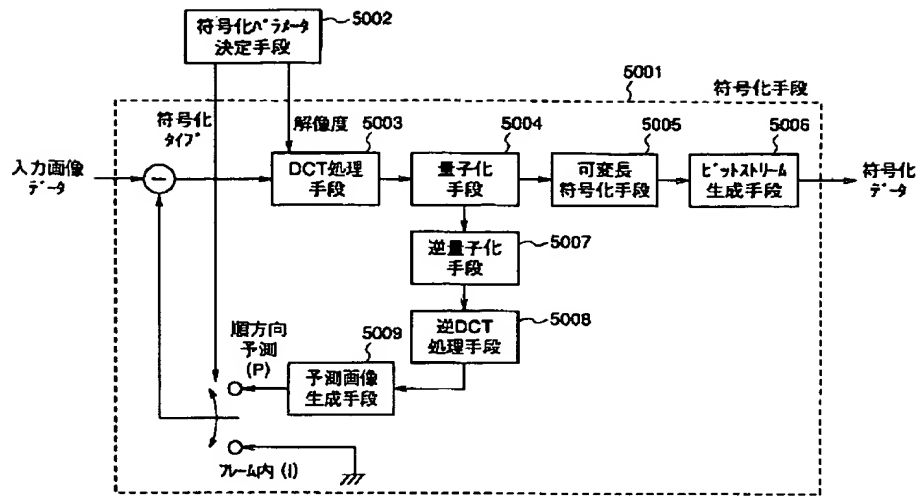 符号化パラメータ
決定手段
5002
5001
符号化手段
符号化
タイプ
解像度
5003
5004
5005
5006
入力画像
データ
−
DCT処理
手段
量子化
手段
可変長
符号化手段
ビットストリーム
生成手段
符号化
データ
逆量子化
手段
5007
逆DCT
処理手段
5008
順方向
予測
(P)
5009
予測画像
生成手段
フレーム内 (I)